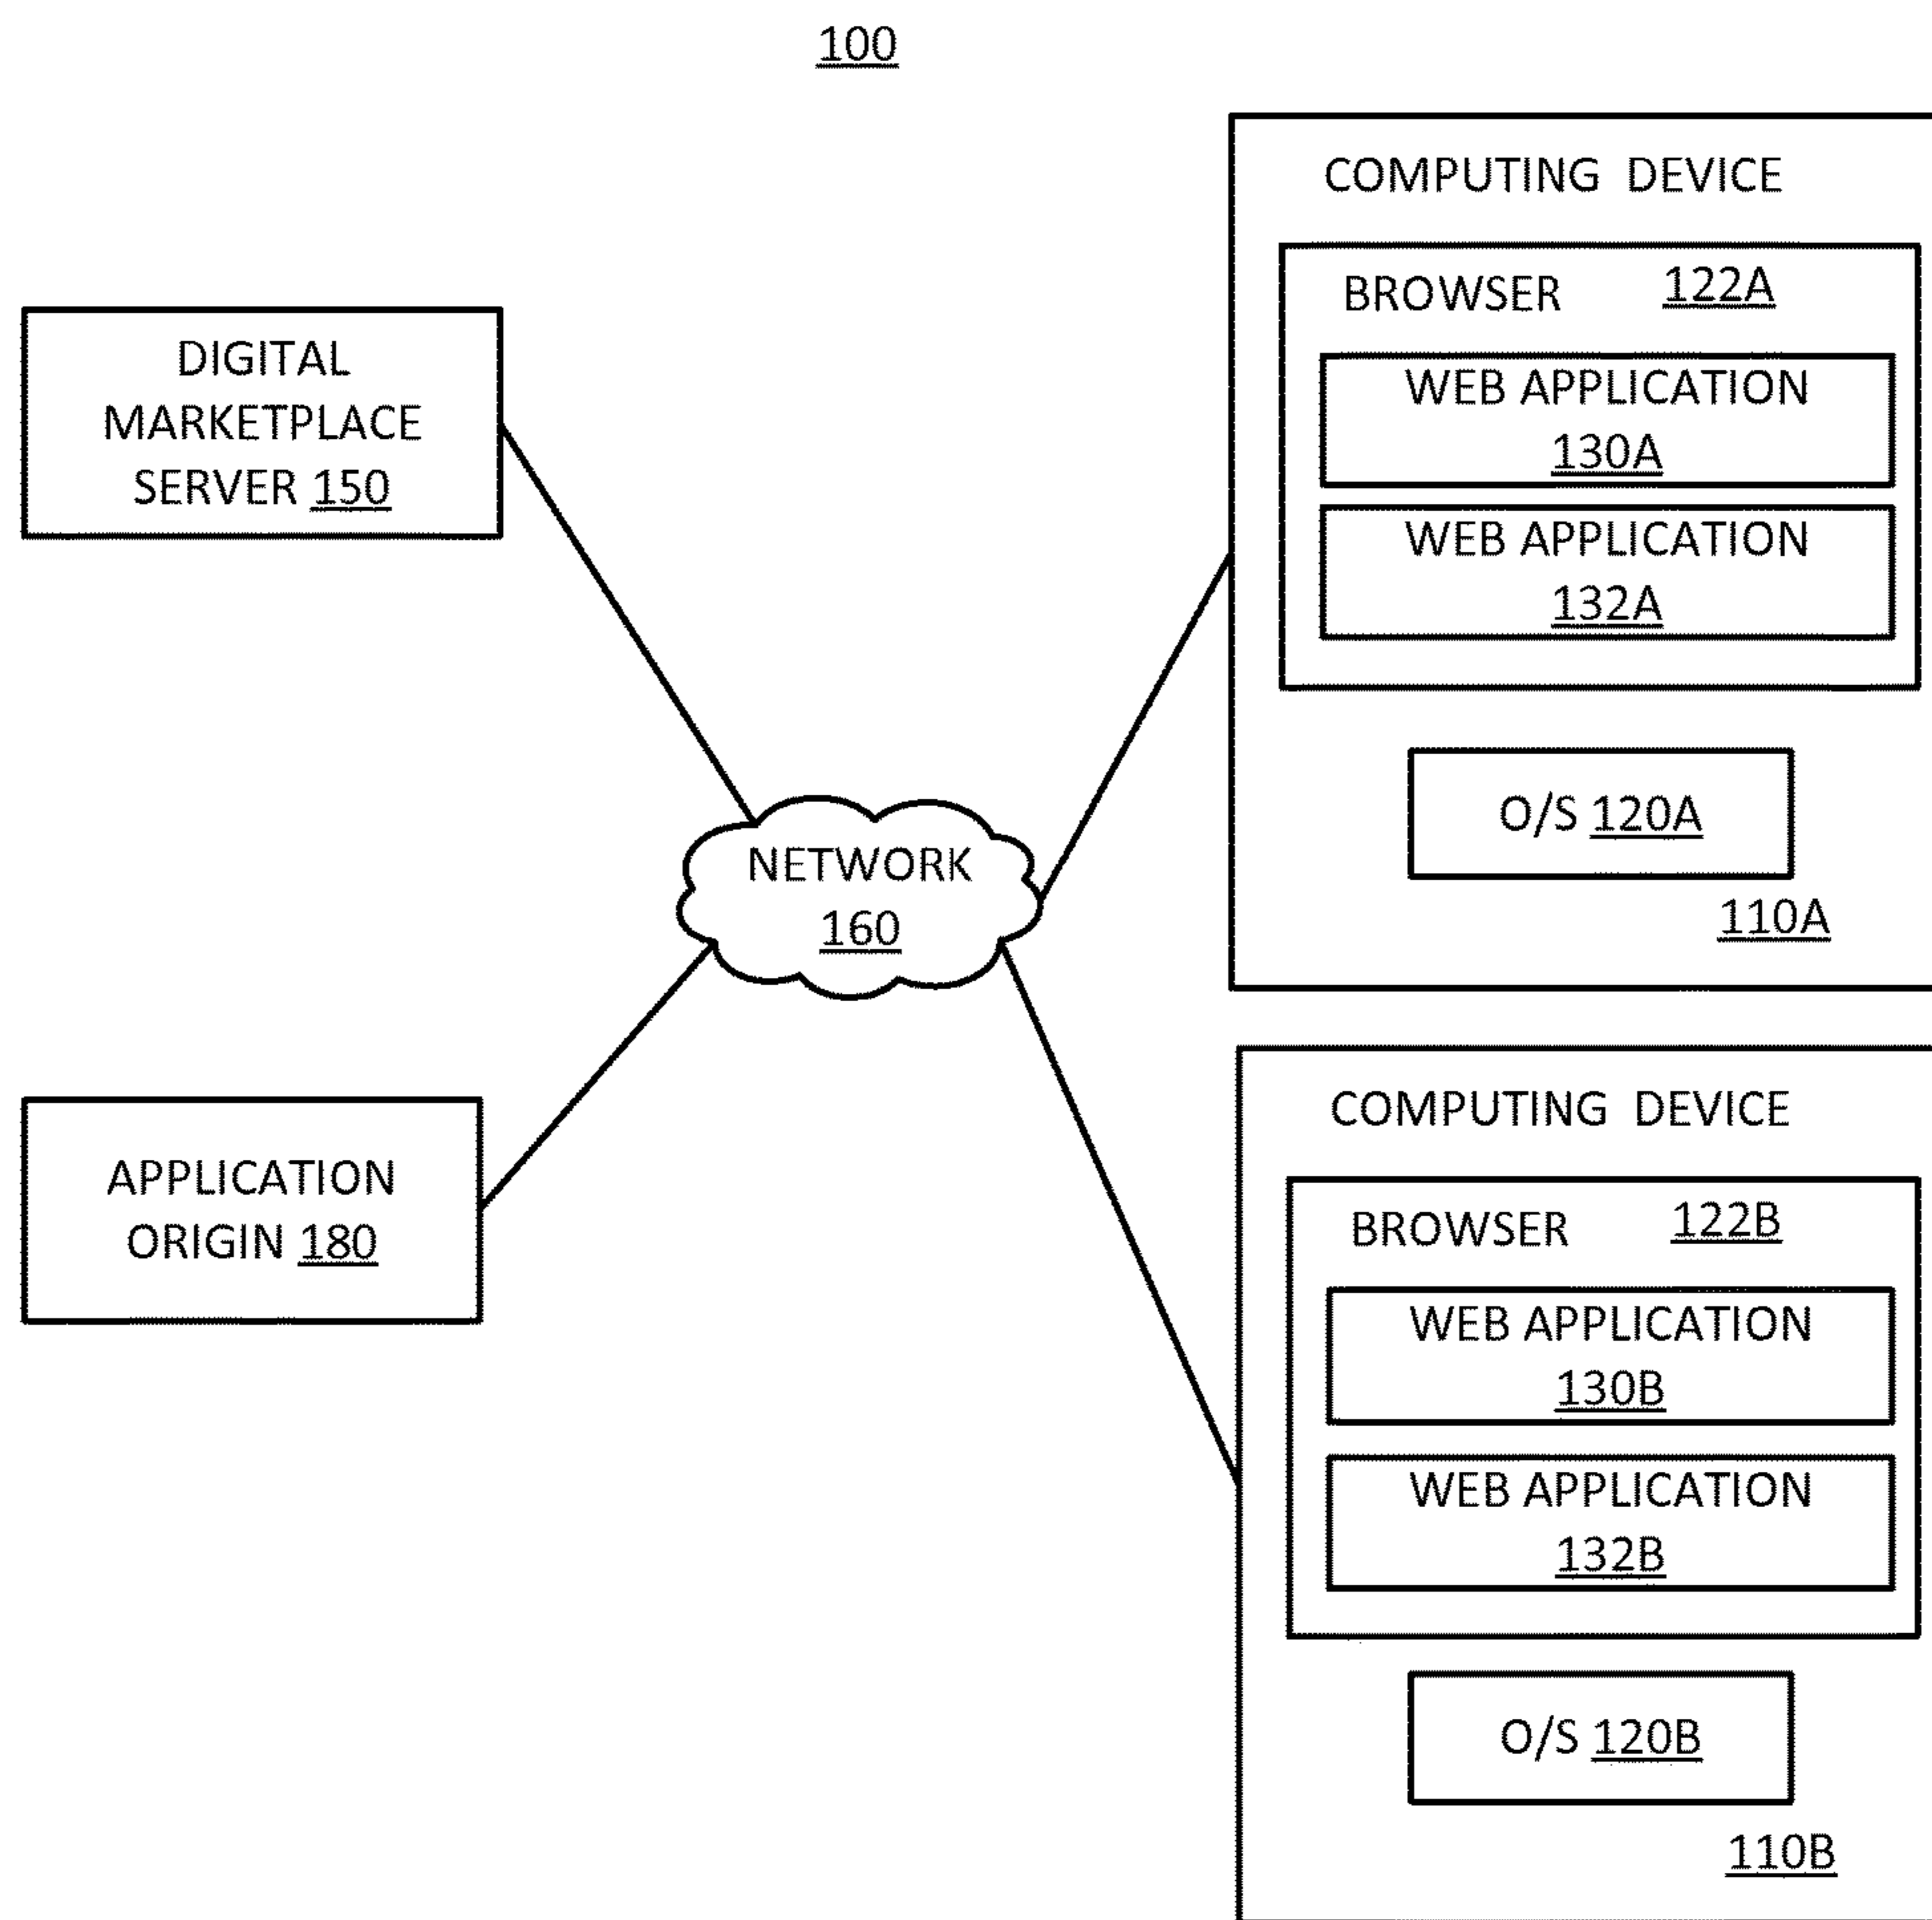 100
DIGITAL
MARKETPLACE
SERVER 150
APPLICATION
ORIGIN 180
NETWORK
160
COMPUTING DEVICE
BROWSER 122A
WEB APPLICATION
130A
WEB APPLICATION
132A
O/S 120A
110A
COMPUTING DEVICE
BROWSER 122B
WEB APPLICATION
130B
WEB APPLICATION
132B
O/S 120B
110B